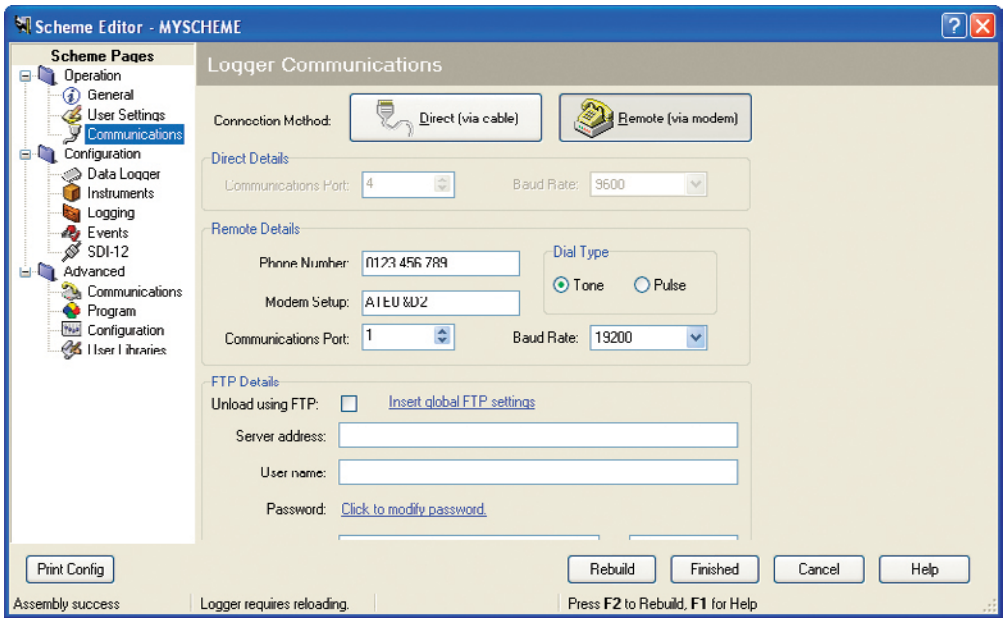 Scheme Editor - MYSCHEME
Scheme Pages
Operation
General
User Settings
Communications
Configuration
Data Logger
Instruments
Logging
Events
SDI-12
Advanced
Communications
Program
Configuration
User Libraries
Logger Communications
Connection Method: Direct (via cable) Remote (via modem)
Direct Details
Communications Port: 4 Baud Rate: 9600
Remote Details
Phone Number: 0123 456 789
Dial Type
Tone Pulse
Modem Setup: ATE0 &D2
Communications Port: 1 Baud Rate: 19200
FTP Details
Unload using FTP: Insert global FTP settings
Server address:
User name:
Password: Click to modify password.
Print Config Rebuild Finished Cancel Help
Assembly success Logger requires reloading. Press F2 to Rebuild, F1 for Help